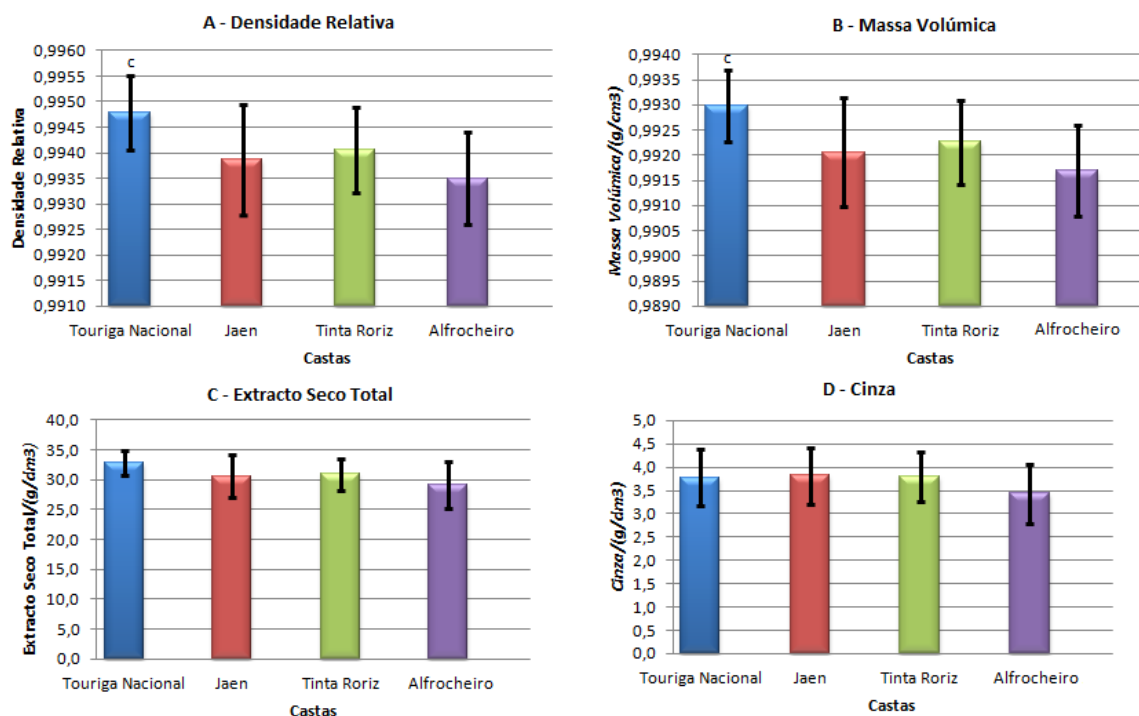 A - Densidade Relativa
Densidade Relativa
0,9960
0,9955
0,9950
0,9945
0,9940
0,9935
0,9930
0,9925
0,9920
0,9915
0,9910
c
Touriga Nacional Jaen Tinta Roriz Alfrocheiro
Castas
B - Massa Volúmica
Massa Volúmica/(g/cm3)
0,9940
0,9935
0,9930
0,9925
0,9920
0,9915
0,9910
0,9905
0,9900
0,9895
0,9890
c
Touriga Nacional Jaen Tinta Roriz Alfrocheiro
Castas
C - Extracto Seco Total
Extracto Seco Total/(g/dm3)
40,0
35,0
30,0
25,0
20,0
15,0
10,0
5,0
0,0
Touriga Nacional Jaen Tinta Roriz Alfrocheiro
Castas
D - Cinza
Cinza/(g/dm3)
5,0
4,5
4,0
3,5
3,0
2,5
2,0
1,5
1,0
0,5
0,0
Touriga Nacional Jaen Tinta Roriz Alfrocheiro
Castas